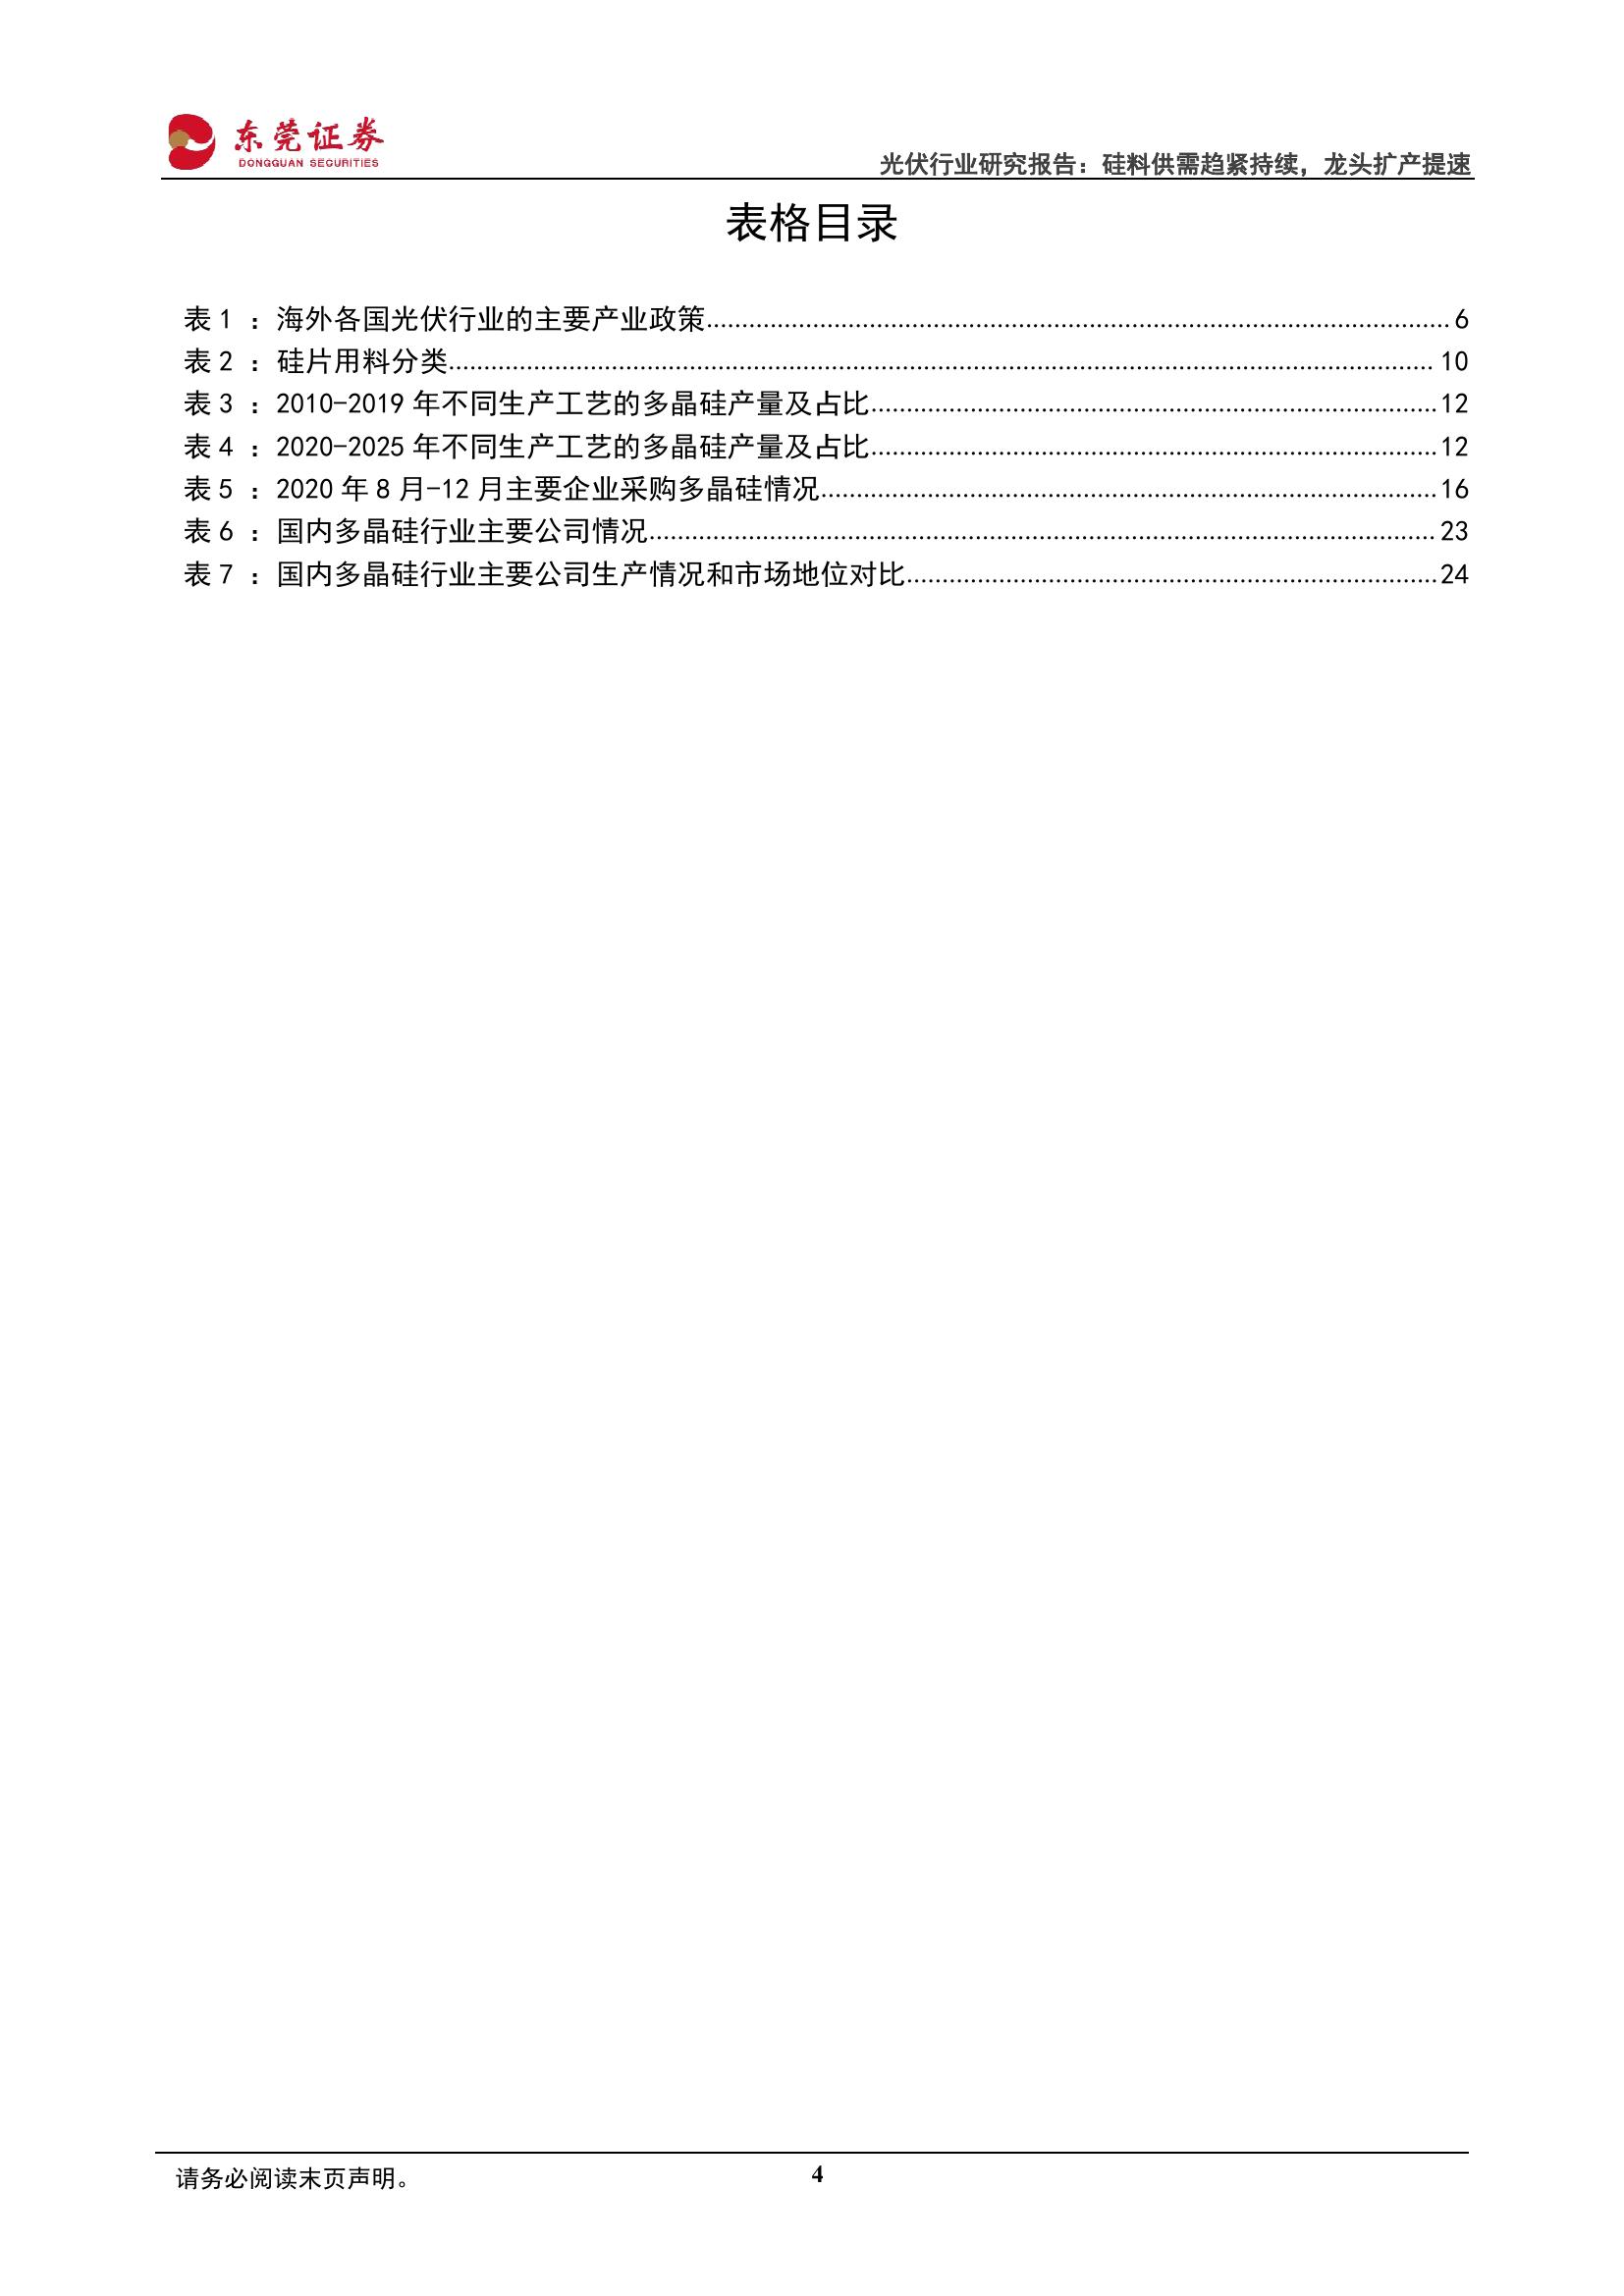 东莞证券
DONGGUAN SECURITIES
光伏行业研究报告：硅料供需趋紧持续，龙头扩产提速
表格目录
表 1 ：海外各国光伏行业的主要产业政策 6
表 2 ：硅片用料分类 10
表 3 ：2010-2019 年不同生产工艺的多晶硅产量及占比 12
表 4 ：2020-2025 年不同生产工艺的多晶硅产量及占比 12
表 5 ：2020 年 8 月-12 月主要企业采购多晶硅情况 16
表 6 ：国内多晶硅行业主要公司情况 23
表 7 ：国内多晶硅行业主要公司生产情况和市场地位对比 24
请务必阅读末页声明。
4